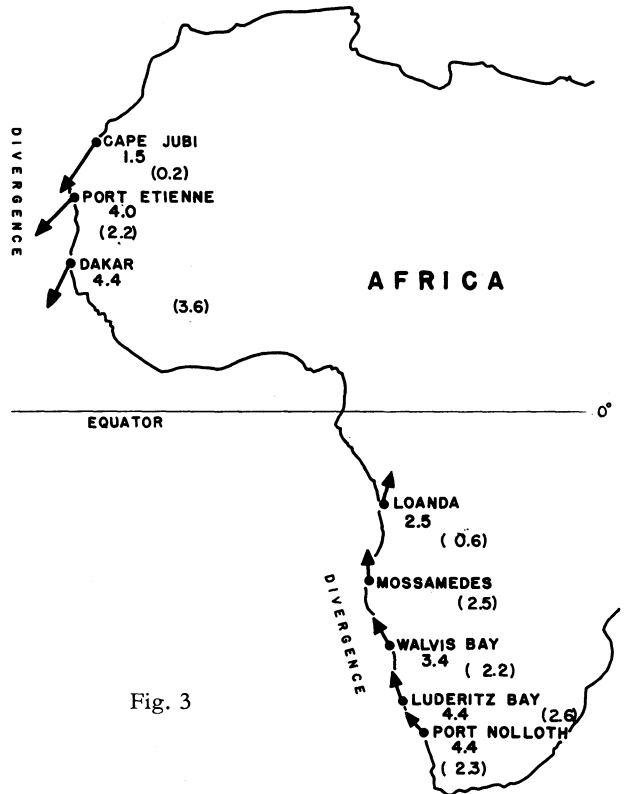 CAPE JUBI
1.5
(0.2)
DIVERGENCE
PORT ETIENNE
4.0
(2.2)
DAKAR
4.4
(3.6)
AFRICA
EQUATOR
0°
LOANDA
2.5
( 0.6)
MOSSAMEDES
(2.5)
DIVERGENCE
WALVIS BAY
3.4
( 2.2)
LUDERITZ BAY
4.4
(2.6)
PORT NOLLOTH
4.4
( 2.3)
Fig. 3